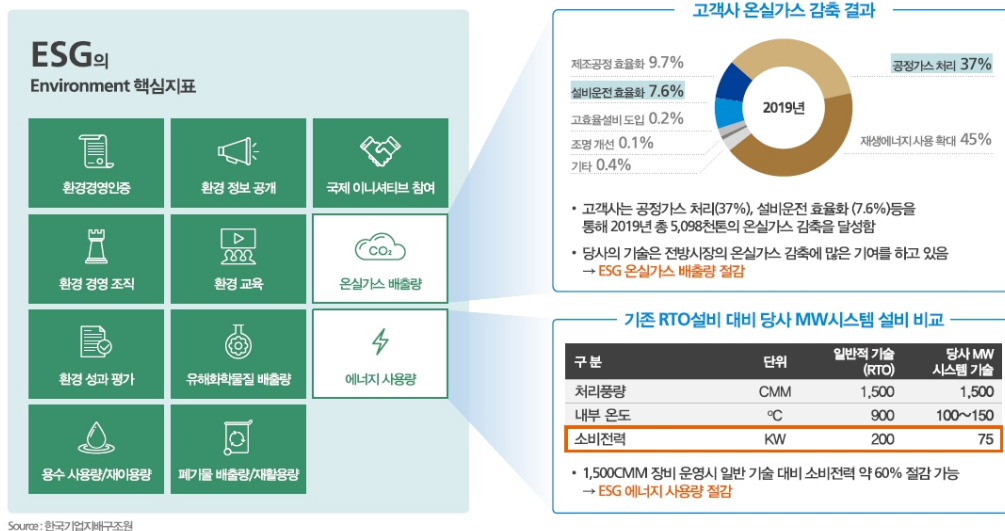 ESG의
Environment 핵심지표
환경경영인증
환경 정보 공개
국제 이니셔티브 참여
환경 경영 조직
환경 교육
CO₂
온실가스 배출량
환경 성과 평가
유해화학물질 배출량
에너지 사용량
용수 사용량/재이용량
폐기물 배출량/재활용량
Source : 한국기업지배구조원
고객사 온실가스 감축 결과
제조공정 효율화 9.7%
설비운전 효율화 7.6%
고효율설비 도입 0.2%
조명 개선 0.1%
기타 0.4%
2019년
공정가스 처리 37%
재생에너지 사용 확대 45%
• 고객사는 공정가스 처리(37%), 설비운전 효율화 (7.6%)등을
통해 2019년 총 5,098천톤의 온실가스 감축을 달성함
• 당사의 기술은 전방시장의 온실가스 감축에 많은 기여를 하고 있음
→ ESG 온실가스 배출량 절감
기존 RTO설비 대비 당사 MW시스템 설비 비교
구 분 단위 일반적 기술 (RTO) 당사 MW 시스템 기술
처리풍량 CMM 1,500 1,500
내부 온도 ºC 900 100~150
소비전력 KW 200 75
• 1,500CMM 장비 운영시 일반 기술 대비 소비전력 약 60% 절감 가능
→ ESG 에너지 사용량 절감